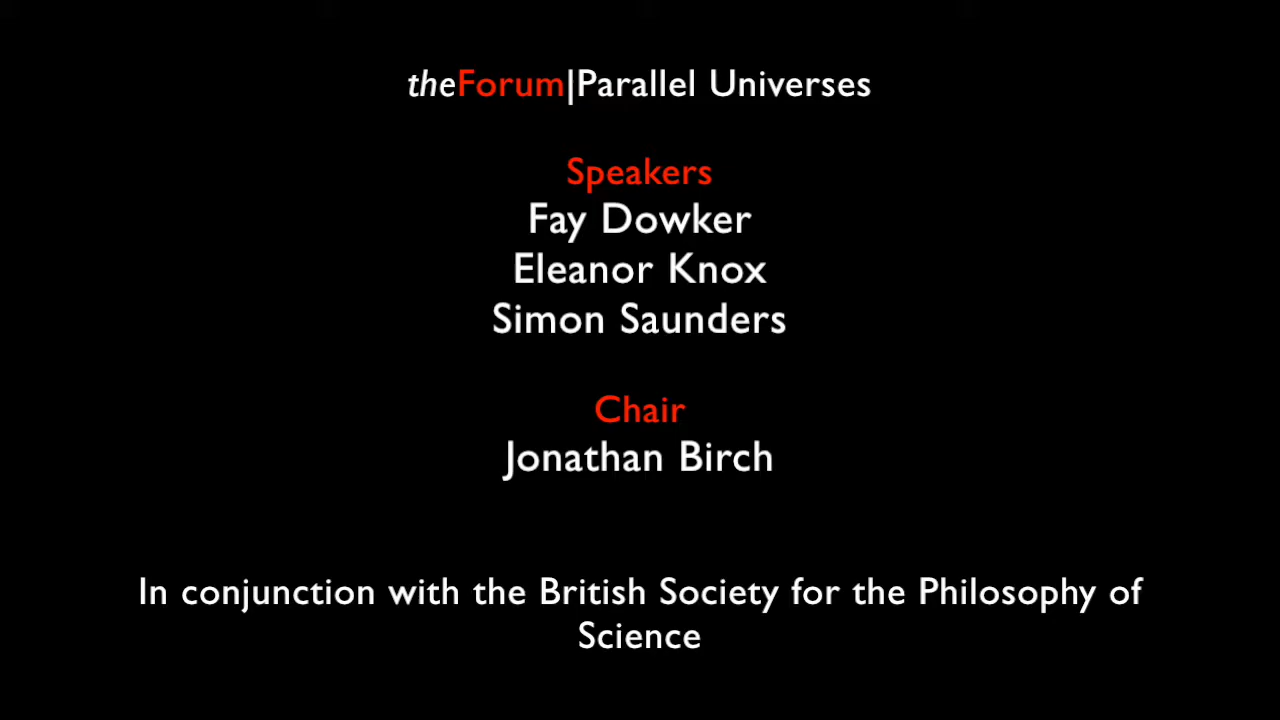 theForum|Parallel Universes
Speakers
Fay Dowker
Eleanor Knox
Simon Saunders
Chair
Jonathan Birch
In conjunction with the British Society for the Philosophy of
Science